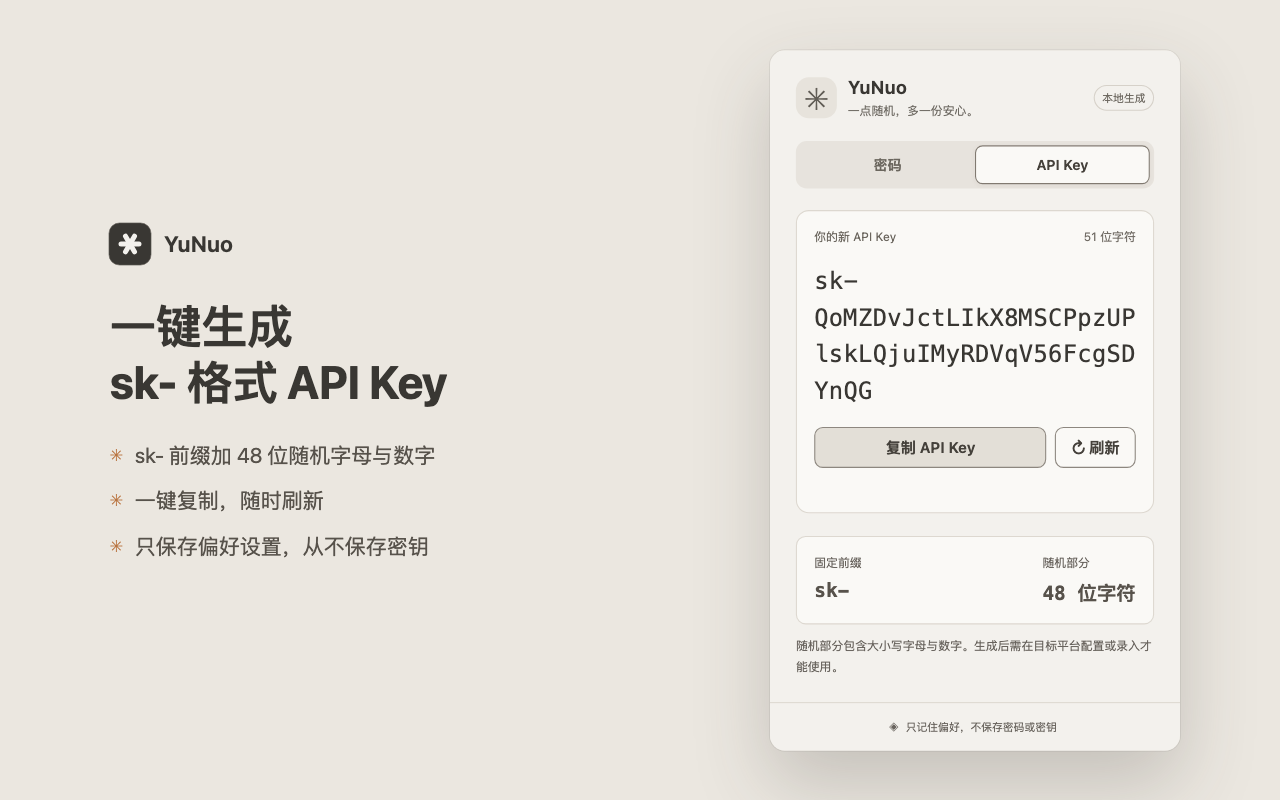 YuNuo
一键生成
sk- 格式 API Key
sk- 前缀加 48 位随机字母与数字
一键复制，随时刷新
只保存偏好设置，从不保存密钥
YuNuo
一点随机，多一份安心。
本地生成
密码
API Key
你的新 API Key
51 位字符
sk-
QoMZDvJctLIkX8MSCPpzUP
lskLQjuIMyRDVqV56FcgSD
YnQG
复制 API Key
刷新
固定前缀
随机部分
sk-
48 位字符
随机部分包含大小写字母与数字。生成后需在目标平台配置或录入才
能使用。
只记住偏好，不保存密码或密钥